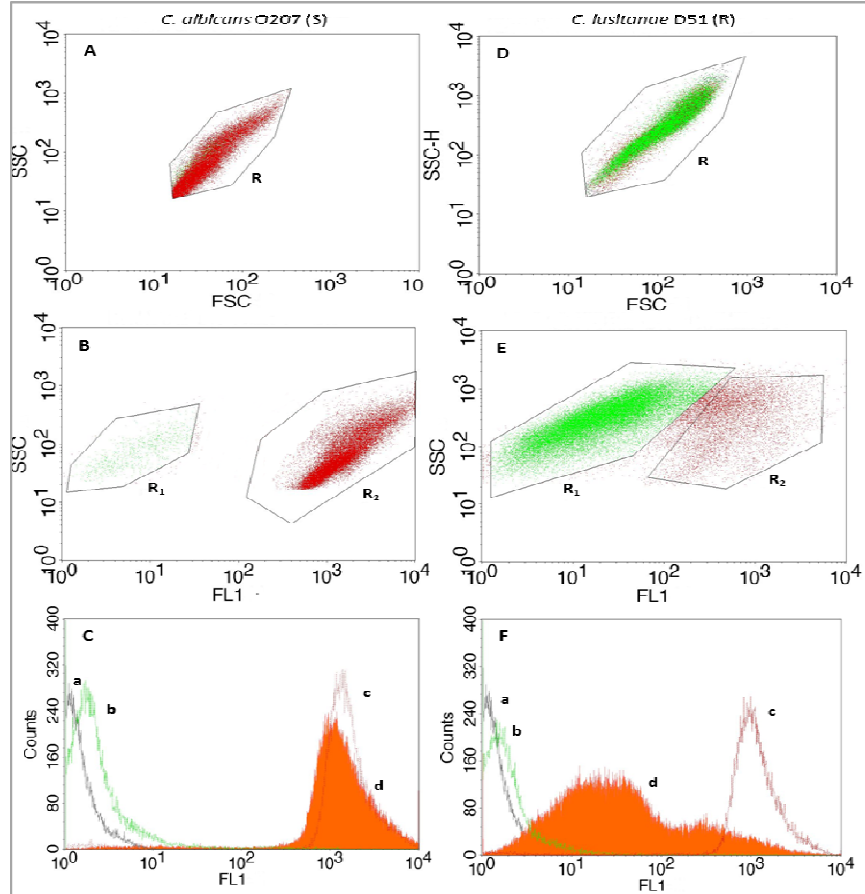 C. albicans O207 (S)
C. lusitaniae D51 (R)
A
10⁴
10³
10²
10¹
10⁰
SSC
R
10⁰
10¹
10²
10³
10
FSC
D
10⁴
10³
10²
10¹
10⁰
SSC-H
R
10⁰
10¹
10²
10³
10⁴
FSC
B
10⁴
10³
10²
10¹
10⁰
SSC
R₁
R₂
10⁰
10¹
10²
10³
10⁴
FL1
E
10⁴
10³
10²
10¹
10⁰
SSC
R₁
R₂
10⁰
10¹
10²
10³
10⁴
FL1
C
400
320
240
160
80
0
Counts
a
b
c
d
10⁰
10¹
10²
10³
10⁴
FL1
F
400
320
240
160
80
0
Counts
a
b
c
d
10⁰
10¹
10²
10³
10⁴
FL1